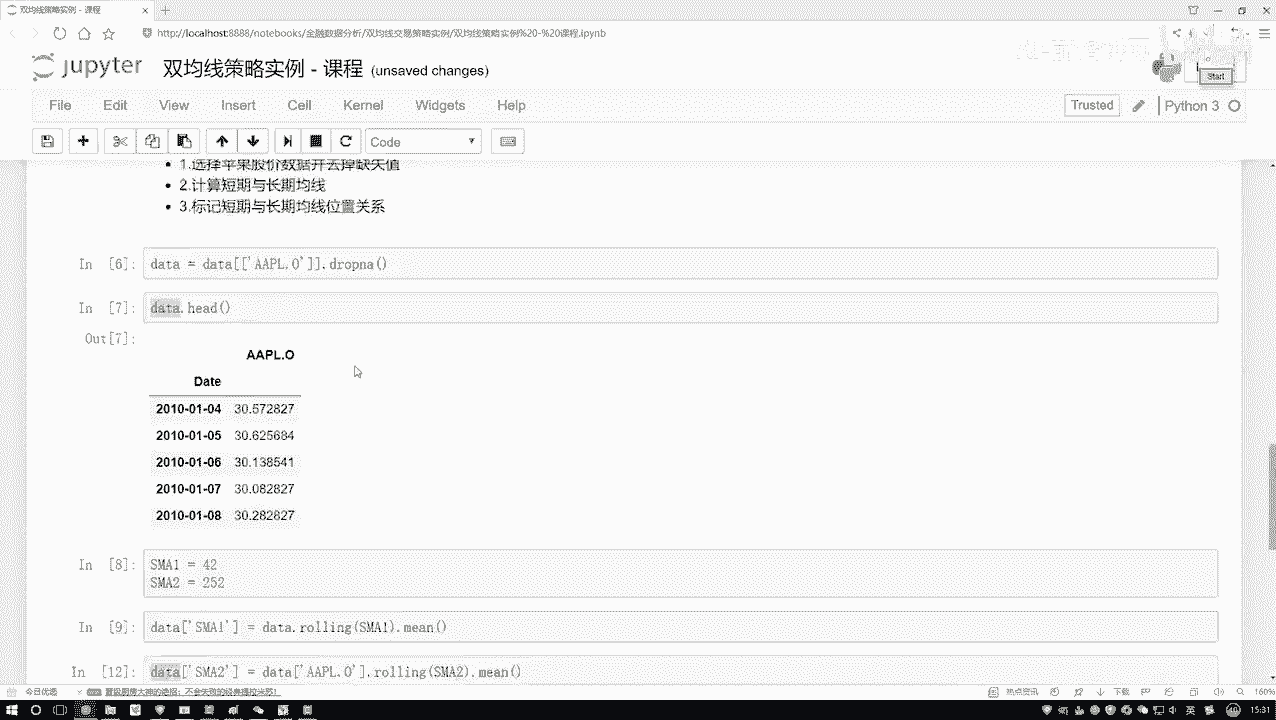 双均线策略实例 - 课程
http://localhost:8888/notebooks/金融数据分析/双均线交易策略实例/双均线策略实例%20-%20课程.ipynb
jupyter 双均线策略实例 - 课程 (unsaved changes)
Start
File Edit View Insert Cell Kernel Widgets Help
Trusted Python 3
Code
1.选择苹果股价数据并去掉缺失值
2.计算短期与长期均线
3.标记短期与长期均线位置关系
In [6]: data = data[['AAPL.O']].dropna()
In [7]: data.head()
Out[7]:
AAPL.O
Date
2010-01-04 30.572827
2010-01-05 30.625684
2010-01-06 30.138541
2010-01-07 30.082827
2010-01-08 30.282827
In [8]: SMA1 = 42
SMA2 = 252
In [9]: data['SMA1'] = data.rolling(SMA1).mean()
In [12]: data['SMA2'] = data['AAPL.O'].rolling(SMA2).mean()
今日优惠
热点资讯 下载 160%
英 15:31